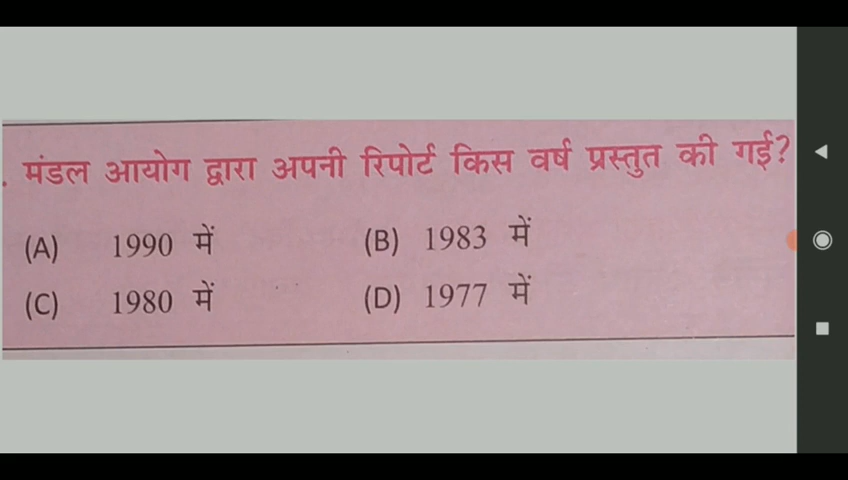 . मंडल आयोग द्वारा अपनी रिपोर्ट किस वर्ष प्रस्तुत की गई?
(A) 1990 में (B) 1983 में
(C) 1980 में (D) 1977 में